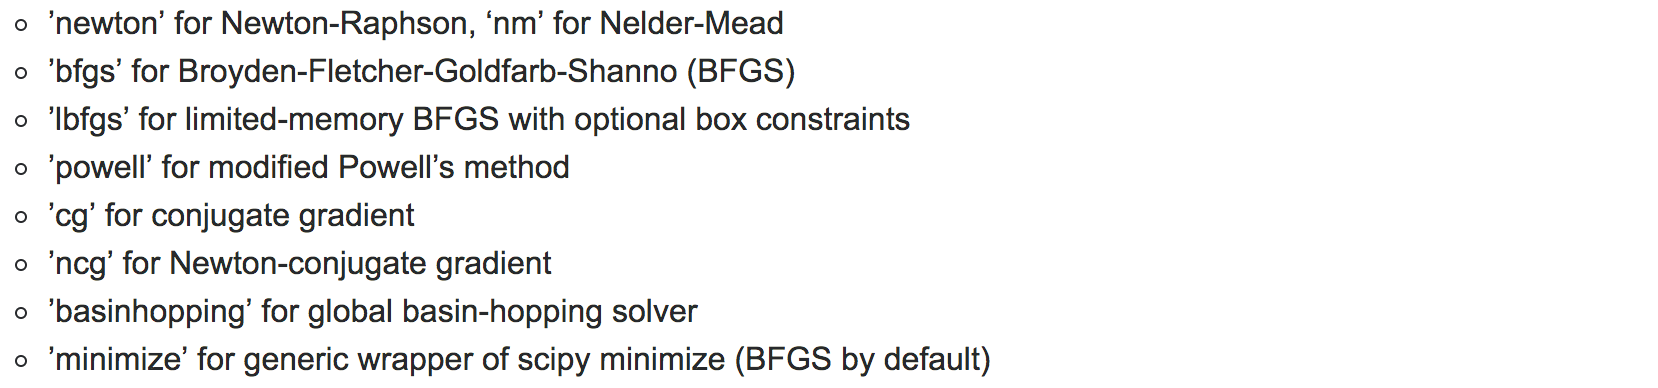 ’newton’ for Newton-Raphson, ‘nm’ for Nelder-Mead
’bfgs’ for Broyden-Fletcher-Goldfarb-Shanno (BFGS)
’lbfgs’ for limited-memory BFGS with optional box constraints
’powell’ for modified Powell’s method
’cg’ for conjugate gradient
’ncg’ for Newton-conjugate gradient
’basinhopping’ for global basin-hopping solver
’minimize’ for generic wrapper of scipy minimize (BFGS by default)